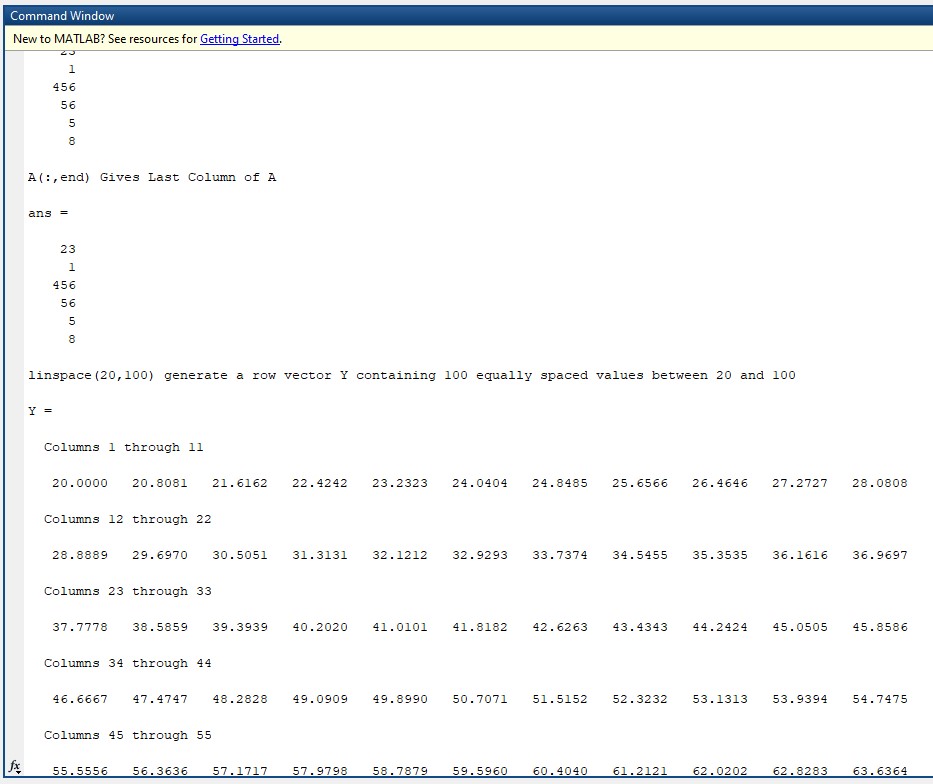 Command Window
New to MATLAB? See resources for Getting Started.
23
1
456
56
5
8
A(:,end) Gives Last Column of A
ans =
23
1
456
56
5
8
linspace(20,100) generate a row vector Y containing 100 equally spaced values between 20 and 100
Y =
Columns 1 through 11
20.0000 20.8081 21.6162 22.4242 23.2323 24.0404 24.8485 25.6566 26.4646 27.2727 28.0808
Columns 12 through 22
28.8889 29.6970 30.5051 31.3131 32.1212 32.9293 33.7374 34.5455 35.3535 36.1616 36.9697
Columns 23 through 33
37.7778 38.5859 39.3939 40.2020 41.0101 41.8182 42.6263 43.4343 44.2424 45.0505 45.8586
Columns 34 through 44
46.6667 47.4747 48.2828 49.0909 49.8990 50.7071 51.5152 52.3232 53.1313 53.9394 54.7475
Columns 45 through 55
fx
55.5556 56.3636 57.1717 57.9798 58.7879 59.5960 60.4040 61.2121 62.0202 62.8283 63.6364